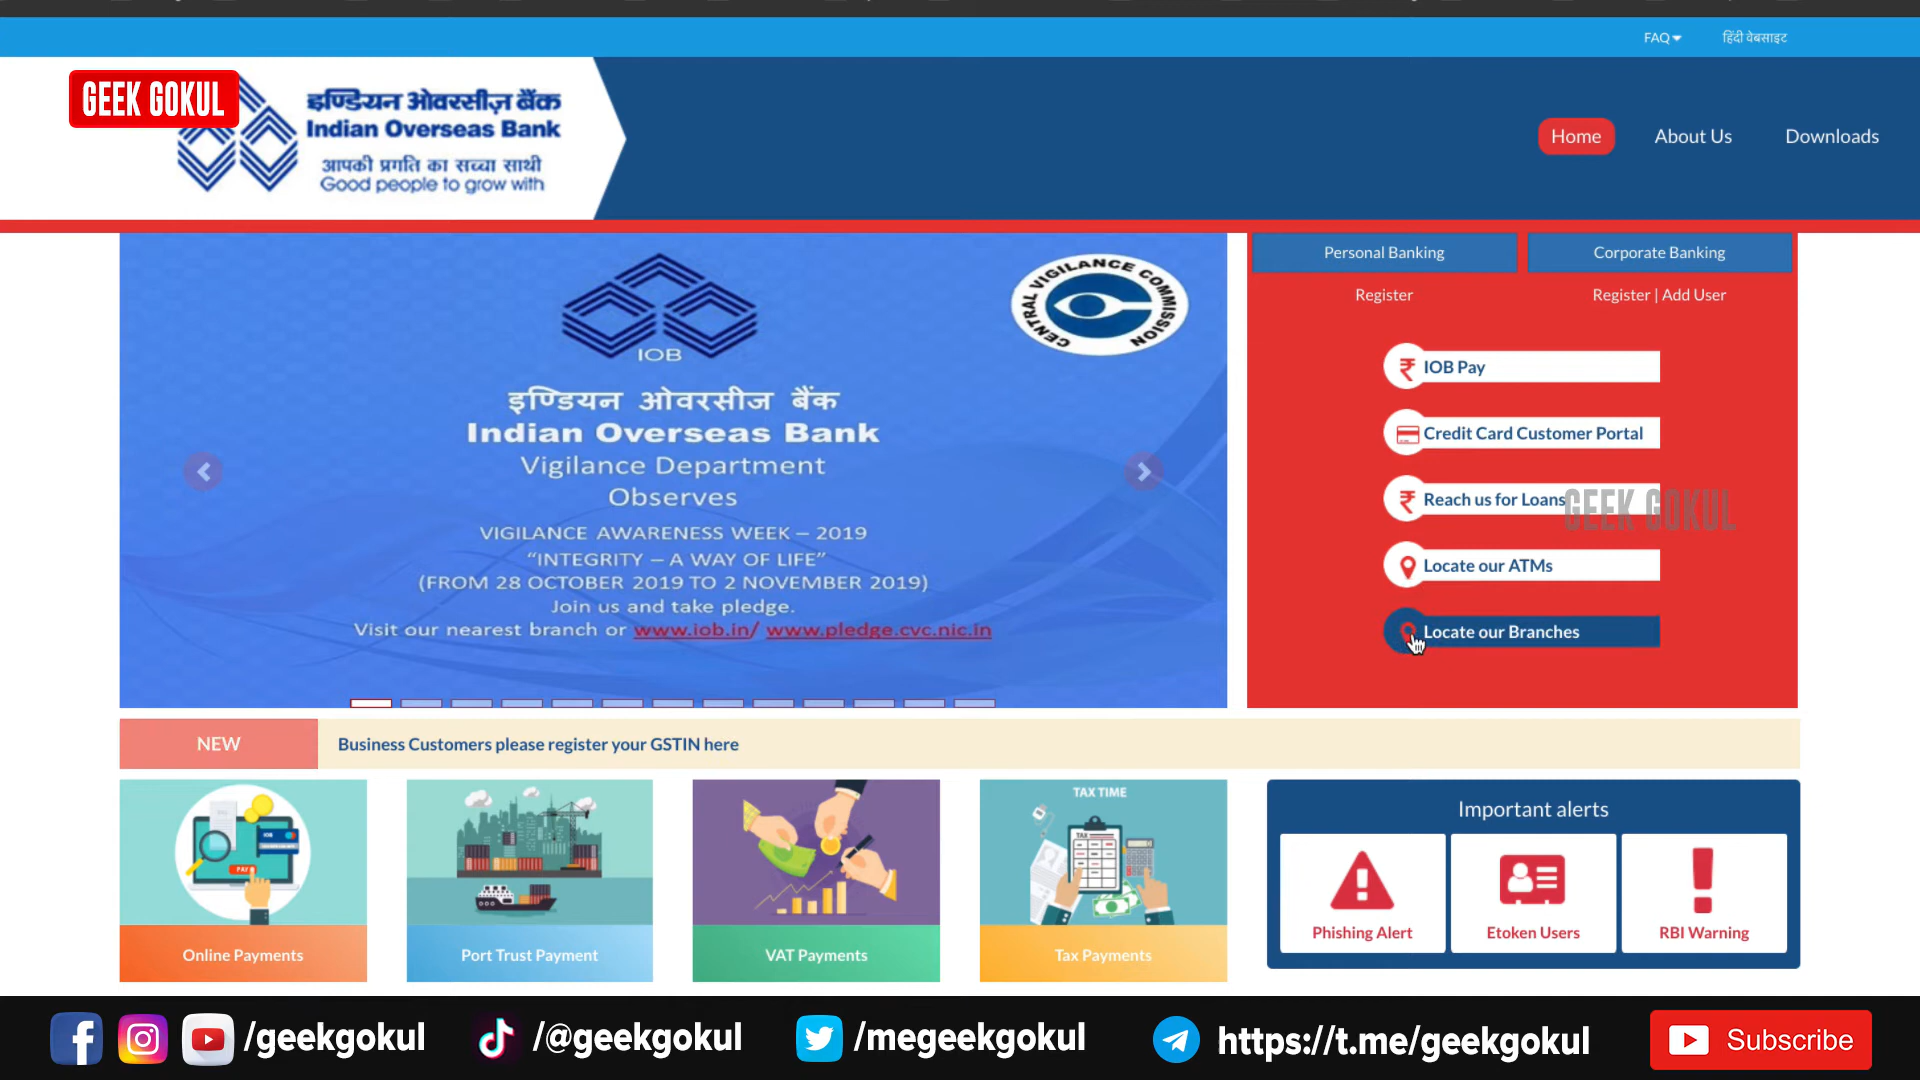 FAQ
हिंदी वेबसाइट
GEEK GOKUL
इण्डियन ओवरसीज़ बैंक
Indian Overseas Bank
आपकी प्रगति का सच्चा साथी
Good people to grow with
Home
About Us
Downloads
IOB
CENTRAL VIGILANCE COMMISSION
इण्डियन ओवरसीज बैंक
Indian Overseas Bank
Vigilance Department
Observes
VIGILANCE AWARENESS WEEK – 2019
“INTEGRITY – A WAY OF LIFE”
(FROM 28 OCTOBER 2019 TO 2 NOVEMBER 2019)
Join us and take pledge.
Visit our nearest branch or www.iob.in/ www.pledge.cvc.nic.in
Personal Banking
Corporate Banking
Register
Register | Add User
IOB Pay
Credit Card Customer Portal
Reach us for Loans
GEEK GOKUL
Locate our ATMs
Locate our Branches
NEW
Business Customers please register your GSTIN here
PAY
Online Payments
Port Trust Payment
VAT Payments
TAX TIME
TAX
Tax Payments
Important alerts
Phishing Alert
Etoken Users
RBI Warning
/geekgokul
/@geekgokul
/megeekgokul
https://t.me/geekgokul
Subscribe